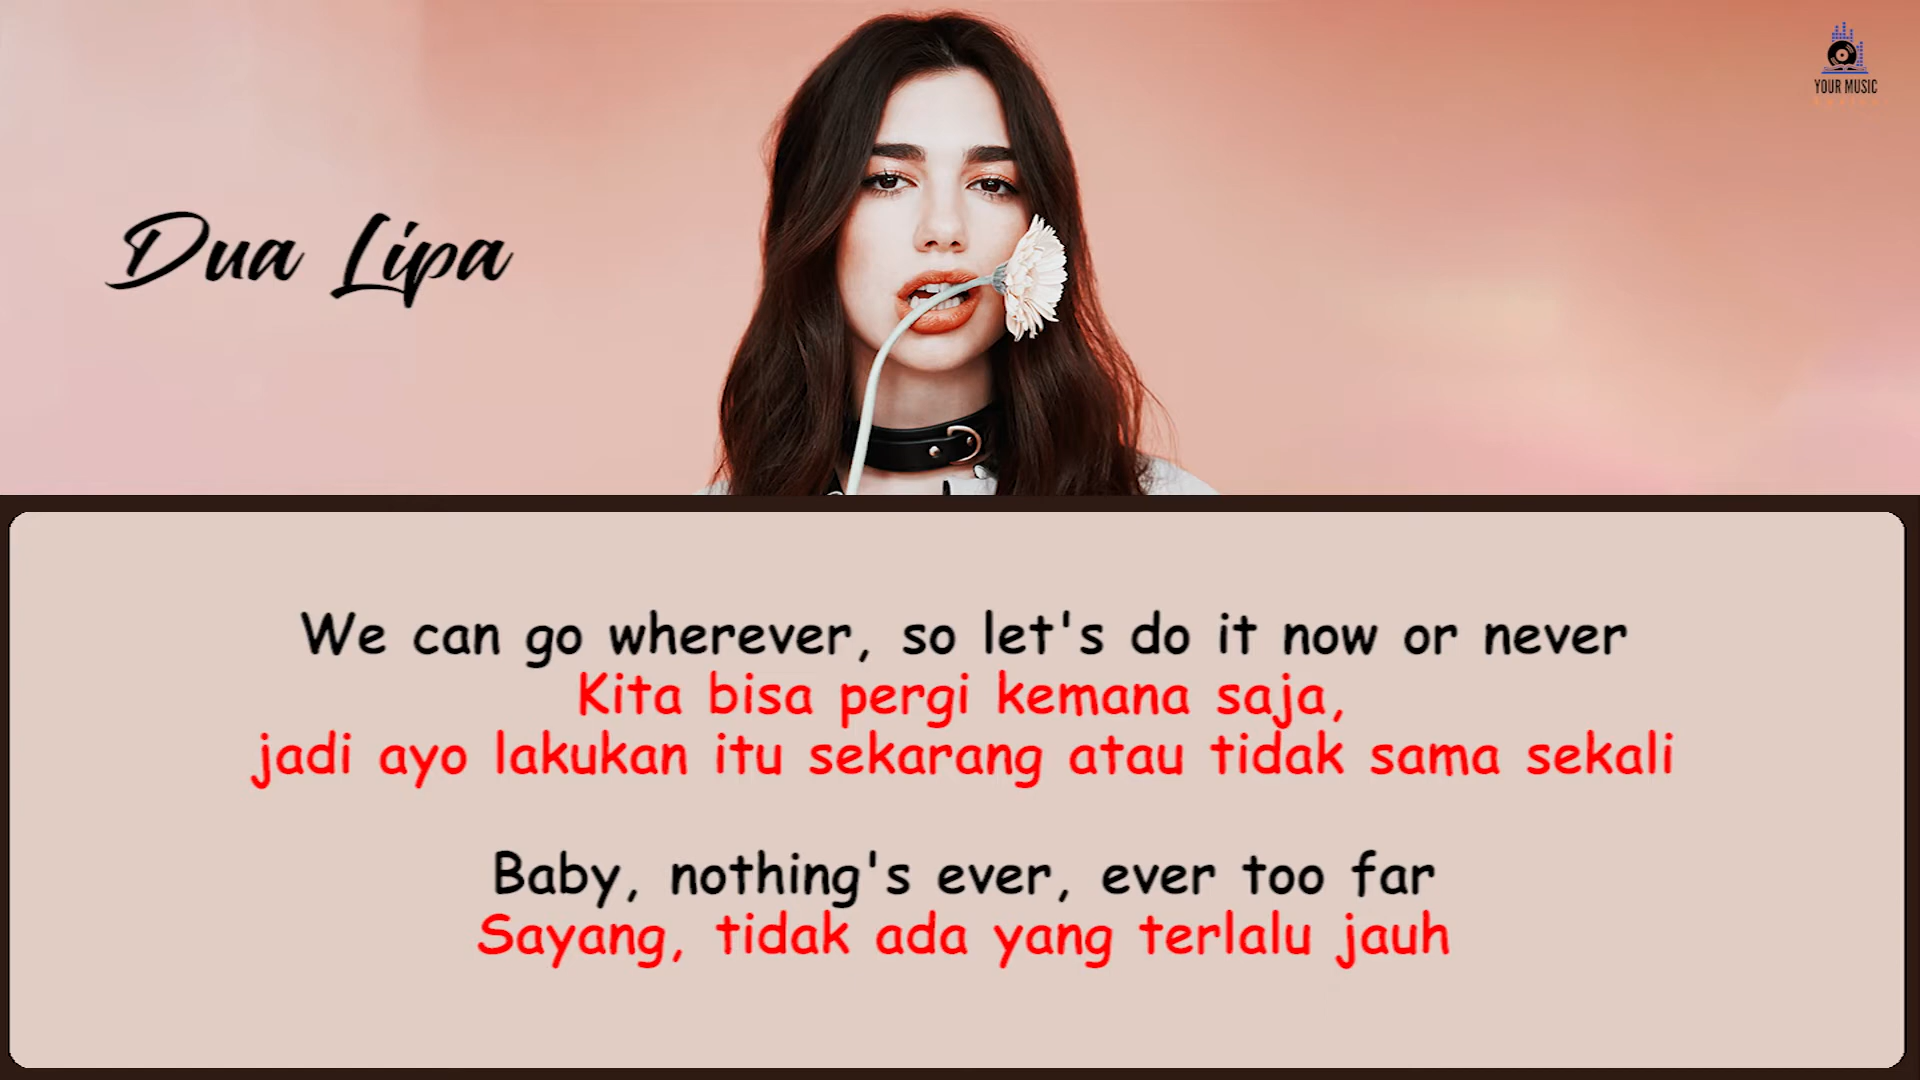 YOUR MUSIC
Dua Lipa
We can go wherever, so let's do it now or never
Kita bisa pergi kemana saja,
jadi ayo lakukan itu sekarang atau tidak sama sekali
Baby, nothing's ever, ever too far
Sayang, tidak ada yang terlalu jauh